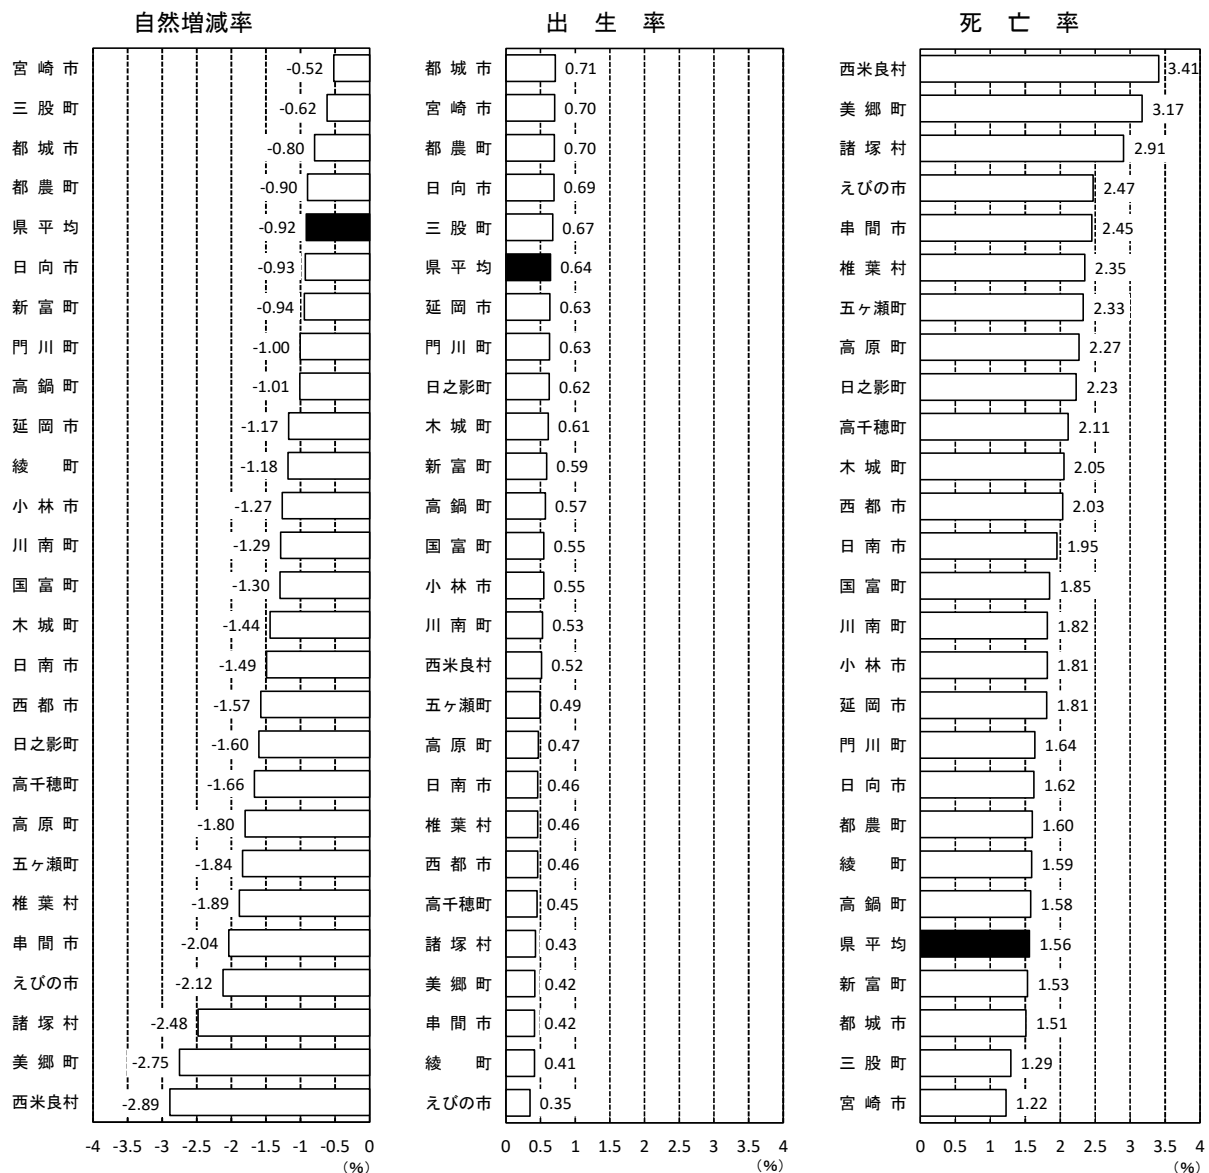 自然増減率
宮崎市 -0.52
三股町 -0.62
都城市 -0.80
都農町 -0.90
県平均 -0.92
日向市 -0.93
新富町 -0.94
門川町 -1.00
高鍋町 -1.01
延岡市 -1.17
綾　町 -1.18
小林市 -1.27
川南町 -1.29
国富町 -1.30
木城町 -1.44
日南市 -1.49
西都市 -1.57
日之影町 -1.60
高千穂町 -1.66
高原町 -1.80
五ヶ瀬町 -1.84
椎葉村 -1.89
串間市 -2.04
えびの市 -2.12
諸塚村 -2.48
美郷町 -2.75
西米良村 -2.89
-4 -3.5 -3 -2.5 -2 -1.5 -1 -0.5 0
(%)
出生率
都城市 0.71
宮崎市 0.70
都農町 0.70
日向市 0.69
三股町 0.67
県平均 0.64
延岡市 0.63
門川町 0.63
日之影町 0.62
木城町 0.61
新富町 0.59
高鍋町 0.57
国富町 0.55
小林市 0.55
川南町 0.53
西米良村 0.52
五ヶ瀬町 0.49
高原町 0.47
日南市 0.46
椎葉村 0.46
西都市 0.46
高千穂町 0.45
諸塚村 0.43
美郷町 0.42
串間市 0.42
綾　町 0.41
えびの市 0.35
0 0.5 1 1.5 2 2.5 3 3.5 4
(%)
死亡率
西米良村 3.41
美郷町 3.17
諸塚村 2.91
えびの市 2.47
串間市 2.45
椎葉村 2.35
五ヶ瀬町 2.33
高原町 2.27
日之影町 2.23
高千穂町 2.11
木城町 2.05
西都市 2.03
日南市 1.95
国富町 1.85
川南町 1.82
小林市 1.81
延岡市 1.81
門川町 1.64
日向市 1.62
都農町 1.60
綾　町 1.59
高鍋町 1.58
県平均 1.56
新富町 1.53
都城市 1.51
三股町 1.29
宮崎市 1.22
0 0.5 1 1.5 2 2.5 3 3.5 4
(%)